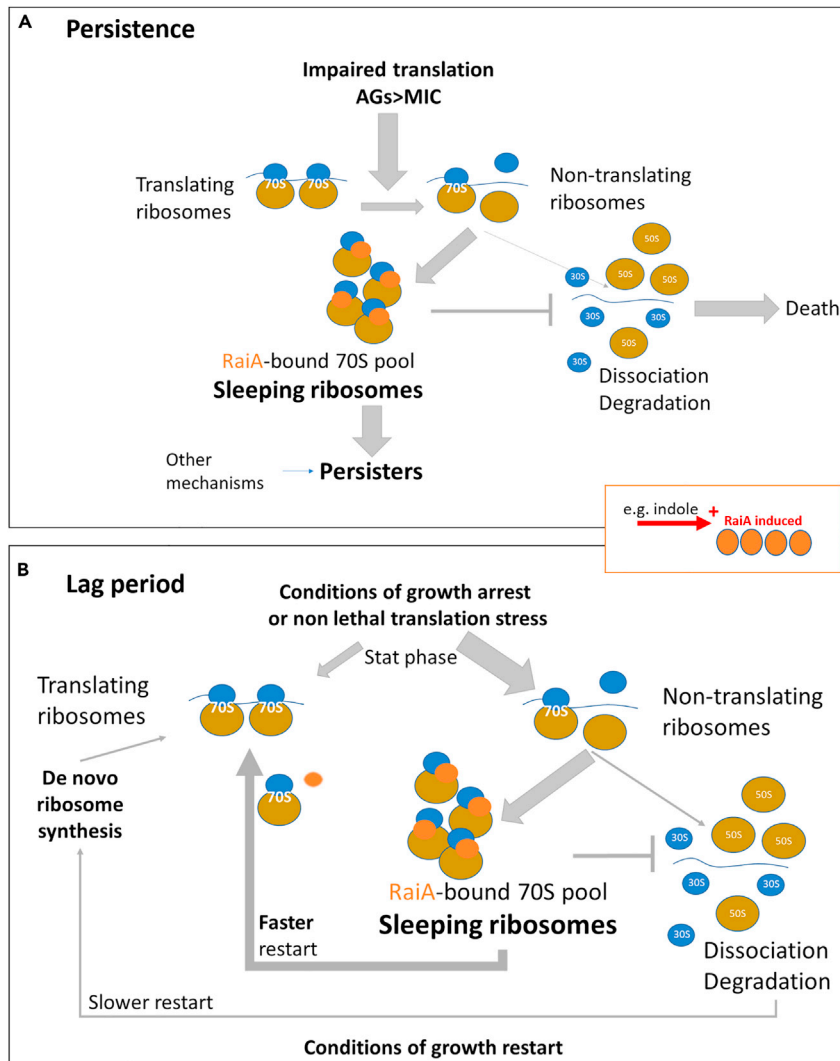 A
Persistence
Impaired translation
AGs>MIC
Translating
ribosomes
70S
70S
70S
Non-translating
ribosomes
50S
50S
50S
30S
30S
30S
50S
30S
Death
RaiA-bound 70S pool
Sleeping ribosomes
Dissociation
Degradation
Other
mechanisms
Persisters
e.g. indole
+
RaiA induced
B
Lag period
Conditions of growth arrest
or non lethal translation stress
Stat phase
Translating
ribosomes
70S
70S
70S
Non-translating
ribosomes
De novo
ribosome
synthesis
70S
50S
50S
50S
30S
30S
30S
50S
30S
RaiA-bound 70S pool
Sleeping ribosomes
Faster
restart
Dissociation
Degradation
Slower restart
Conditions of growth restart